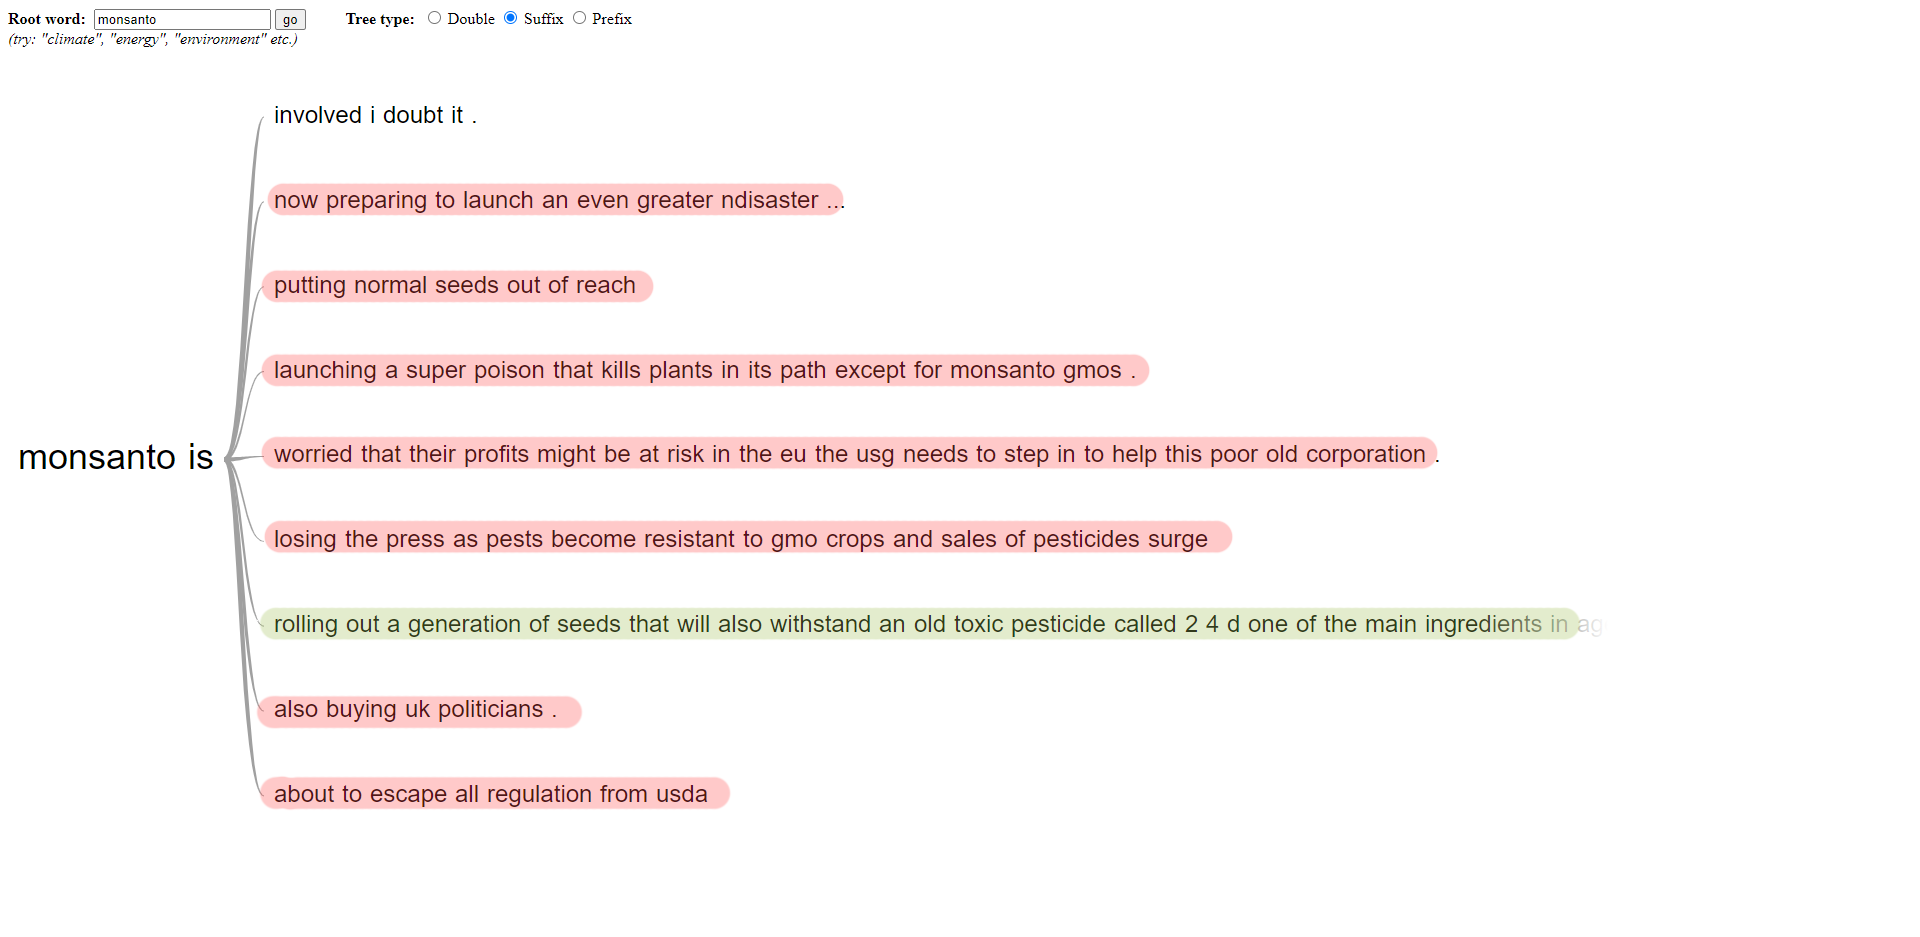 Root word: monsanto go Tree type: Double Suffix Prefix
(try: "climate", "energy", "environment" etc.)
involved i doubt it .
now preparing to launch an even greater ndisaster ...
putting normal seeds out of reach
launching a super poison that kills plants in its path except for monsanto gmos .
monsanto is
worried that their profits might be at risk in the eu the usg needs to step in to help this poor old corporation .
losing the press as pests become resistant to gmo crops and sales of pesticides surge
rolling out a generation of seeds that will also withstand an old toxic pesticide called 2 4 d one of the main ingredients in ag
also buying uk politicians .
about to escape all regulation from usda